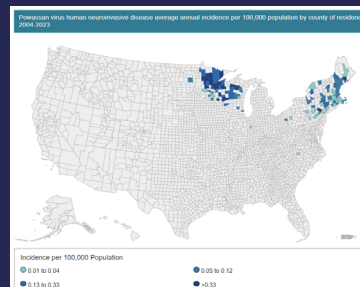 Powassan virus human neuroinvasive disease average annual incidence per 100,000 population by county of residence
2004-2023
Incidence per 100,000 Population
0.01 to 0.04
0.05 to 0.12
0.13 to 0.33
>0.33